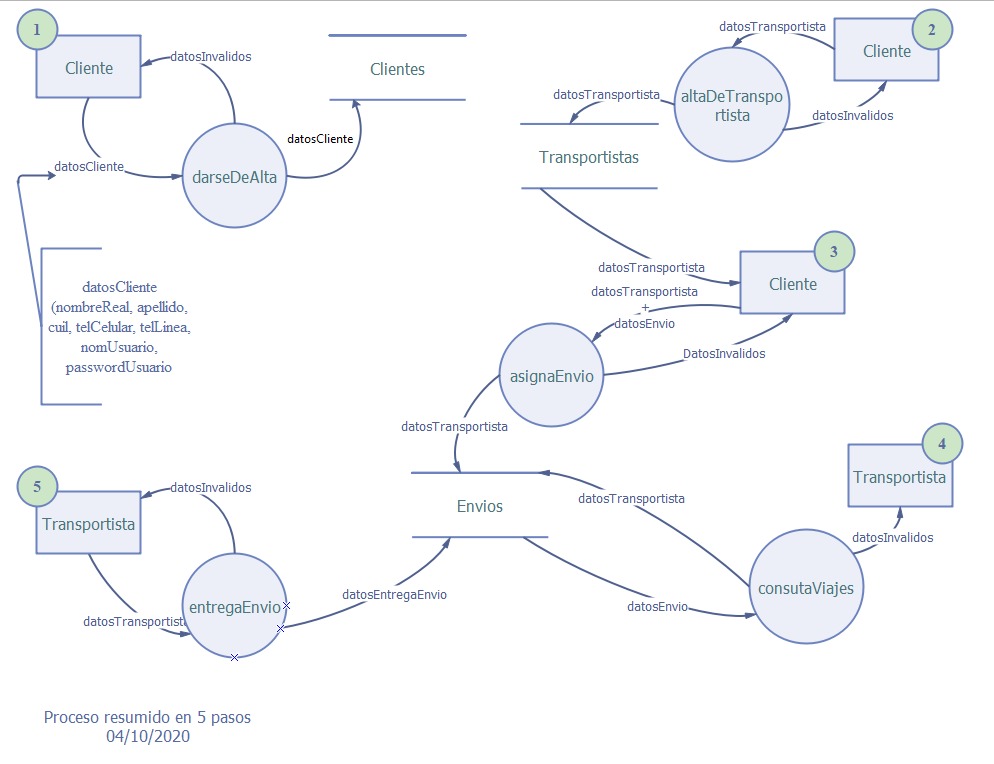 1
Cliente
datosInvalidos
datosCliente
darseDeAlta
datosCliente
Clientes
datosCliente
(nombreReal, apellido,
cuil, telCelular, telLinea,
nomUsuario,
passwordUsuario
2
Cliente
datosTransportista
altaDeTranspo
rtista
datosInvalidos
datosTransportista
Transportistas
3
Cliente
datosTransportista
datosTransportista
+
datosEnvio
DatosInvalidos
asignaEnvio
datosTransportista
Envios
4
Transportista
datosInvalidos
datosTransportista
consutaViajes
datosEnvio
5
Transportista
datosInvalidos
datosTransportista
entregaEnvio
datosEntregaEnvio
Proceso resumido en 5 pasos
04/10/2020